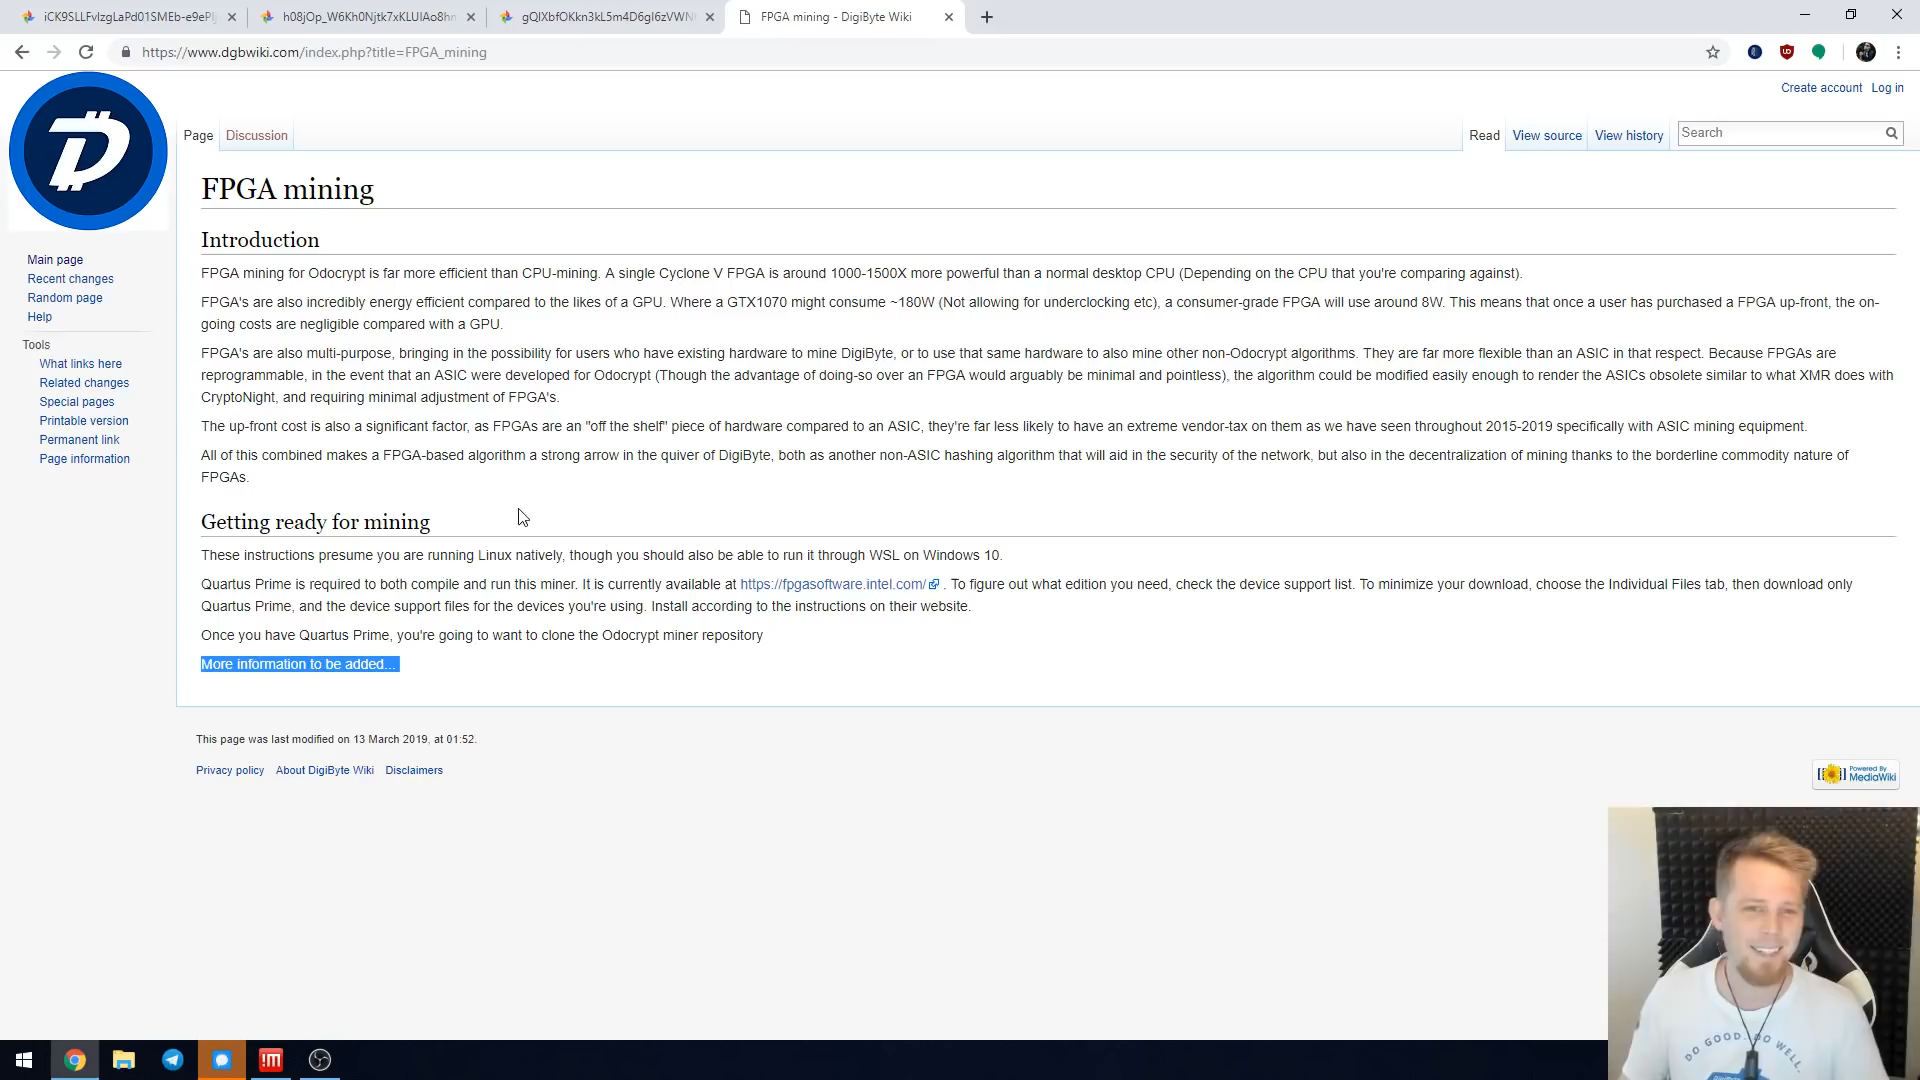 iCK9SLLFvlzgLaPd01SMEb-e9ePl
h08jOp_W6Kh0Njtk7xKLUlAo8hn
gQlXbfOKkn3kL5m4D6gI6zVWN
FPGA mining - DigiByte Wiki
https://www.dgbwiki.com/index.php?title=FPGA_mining
Create account Log in
Page Discussion Read View source View history Search
FPGA mining
Introduction
FPGA mining for Odocrypt is far more efficient than CPU-mining. A single Cyclone V FPGA is around 1000-1500X more powerful than a normal desktop CPU (Depending on the CPU that you're comparing against).
FPGA's are also incredibly energy efficient compared to the likes of a GPU. Where a GTX1070 might consume ~180W (Not allowing for underclocking etc), a consumer-grade FPGA will use around 8W. This means that once a user has purchased a FPGA up-front, the on-
going costs are negligible compared with a GPU.
FPGA's are also multi-purpose, bringing in the possibility for users who have existing hardware to mine DigiByte, or to use that same hardware to also mine other non-Odocrypt algorithms. They are far more flexible than an ASIC in that respect. Because FPGAs are
reprogrammable, in the event that an ASIC were developed for Odocrypt (Though the advantage of doing-so over an FPGA would arguably be minimal and pointless), the algorithm could be modified easily enough to render the ASICs obsolete similar to what XMR does with
CryptoNight, and requiring minimal adjustment of FPGA's.
The up-front cost is also a significant factor, as FPGAs are an "off the shelf" piece of hardware compared to an ASIC, they're far less likely to have an extreme vendor-tax on them as we have seen throughout 2015-2019 specifically with ASIC mining equipment.
All of this combined makes a FPGA-based algorithm a strong arrow in the quiver of DigiByte, both as another non-ASIC hashing algorithm that will aid in the security of the network, but also in the decentralization of mining thanks to the borderline commodity nature of
FPGAs.
Getting ready for mining
These instructions presume you are running Linux natively, though you should also be able to run it through WSL on Windows 10.
Quartus Prime is required to both compile and run this miner. It is currently available at https://fpgasoftware.intel.com/ . To figure out what edition you need, check the device support list. To minimize your download, choose the Individual Files tab, then download only
Quartus Prime, and the device support files for the devices you're using. Install according to the instructions on their website.
Once you have Quartus Prime, you're going to want to clone the Odocrypt miner repository
More information to be added...
Main page
Recent changes
Random page
Help
Tools
What links here
Related changes
Special pages
Printable version
Permanent link
Page information
This page was last modified on 13 March 2019, at 01:52.
Privacy policy About DigiByte Wiki Disclaimers
Powered By
MediaWiki
DO GOOD. DO WELL.